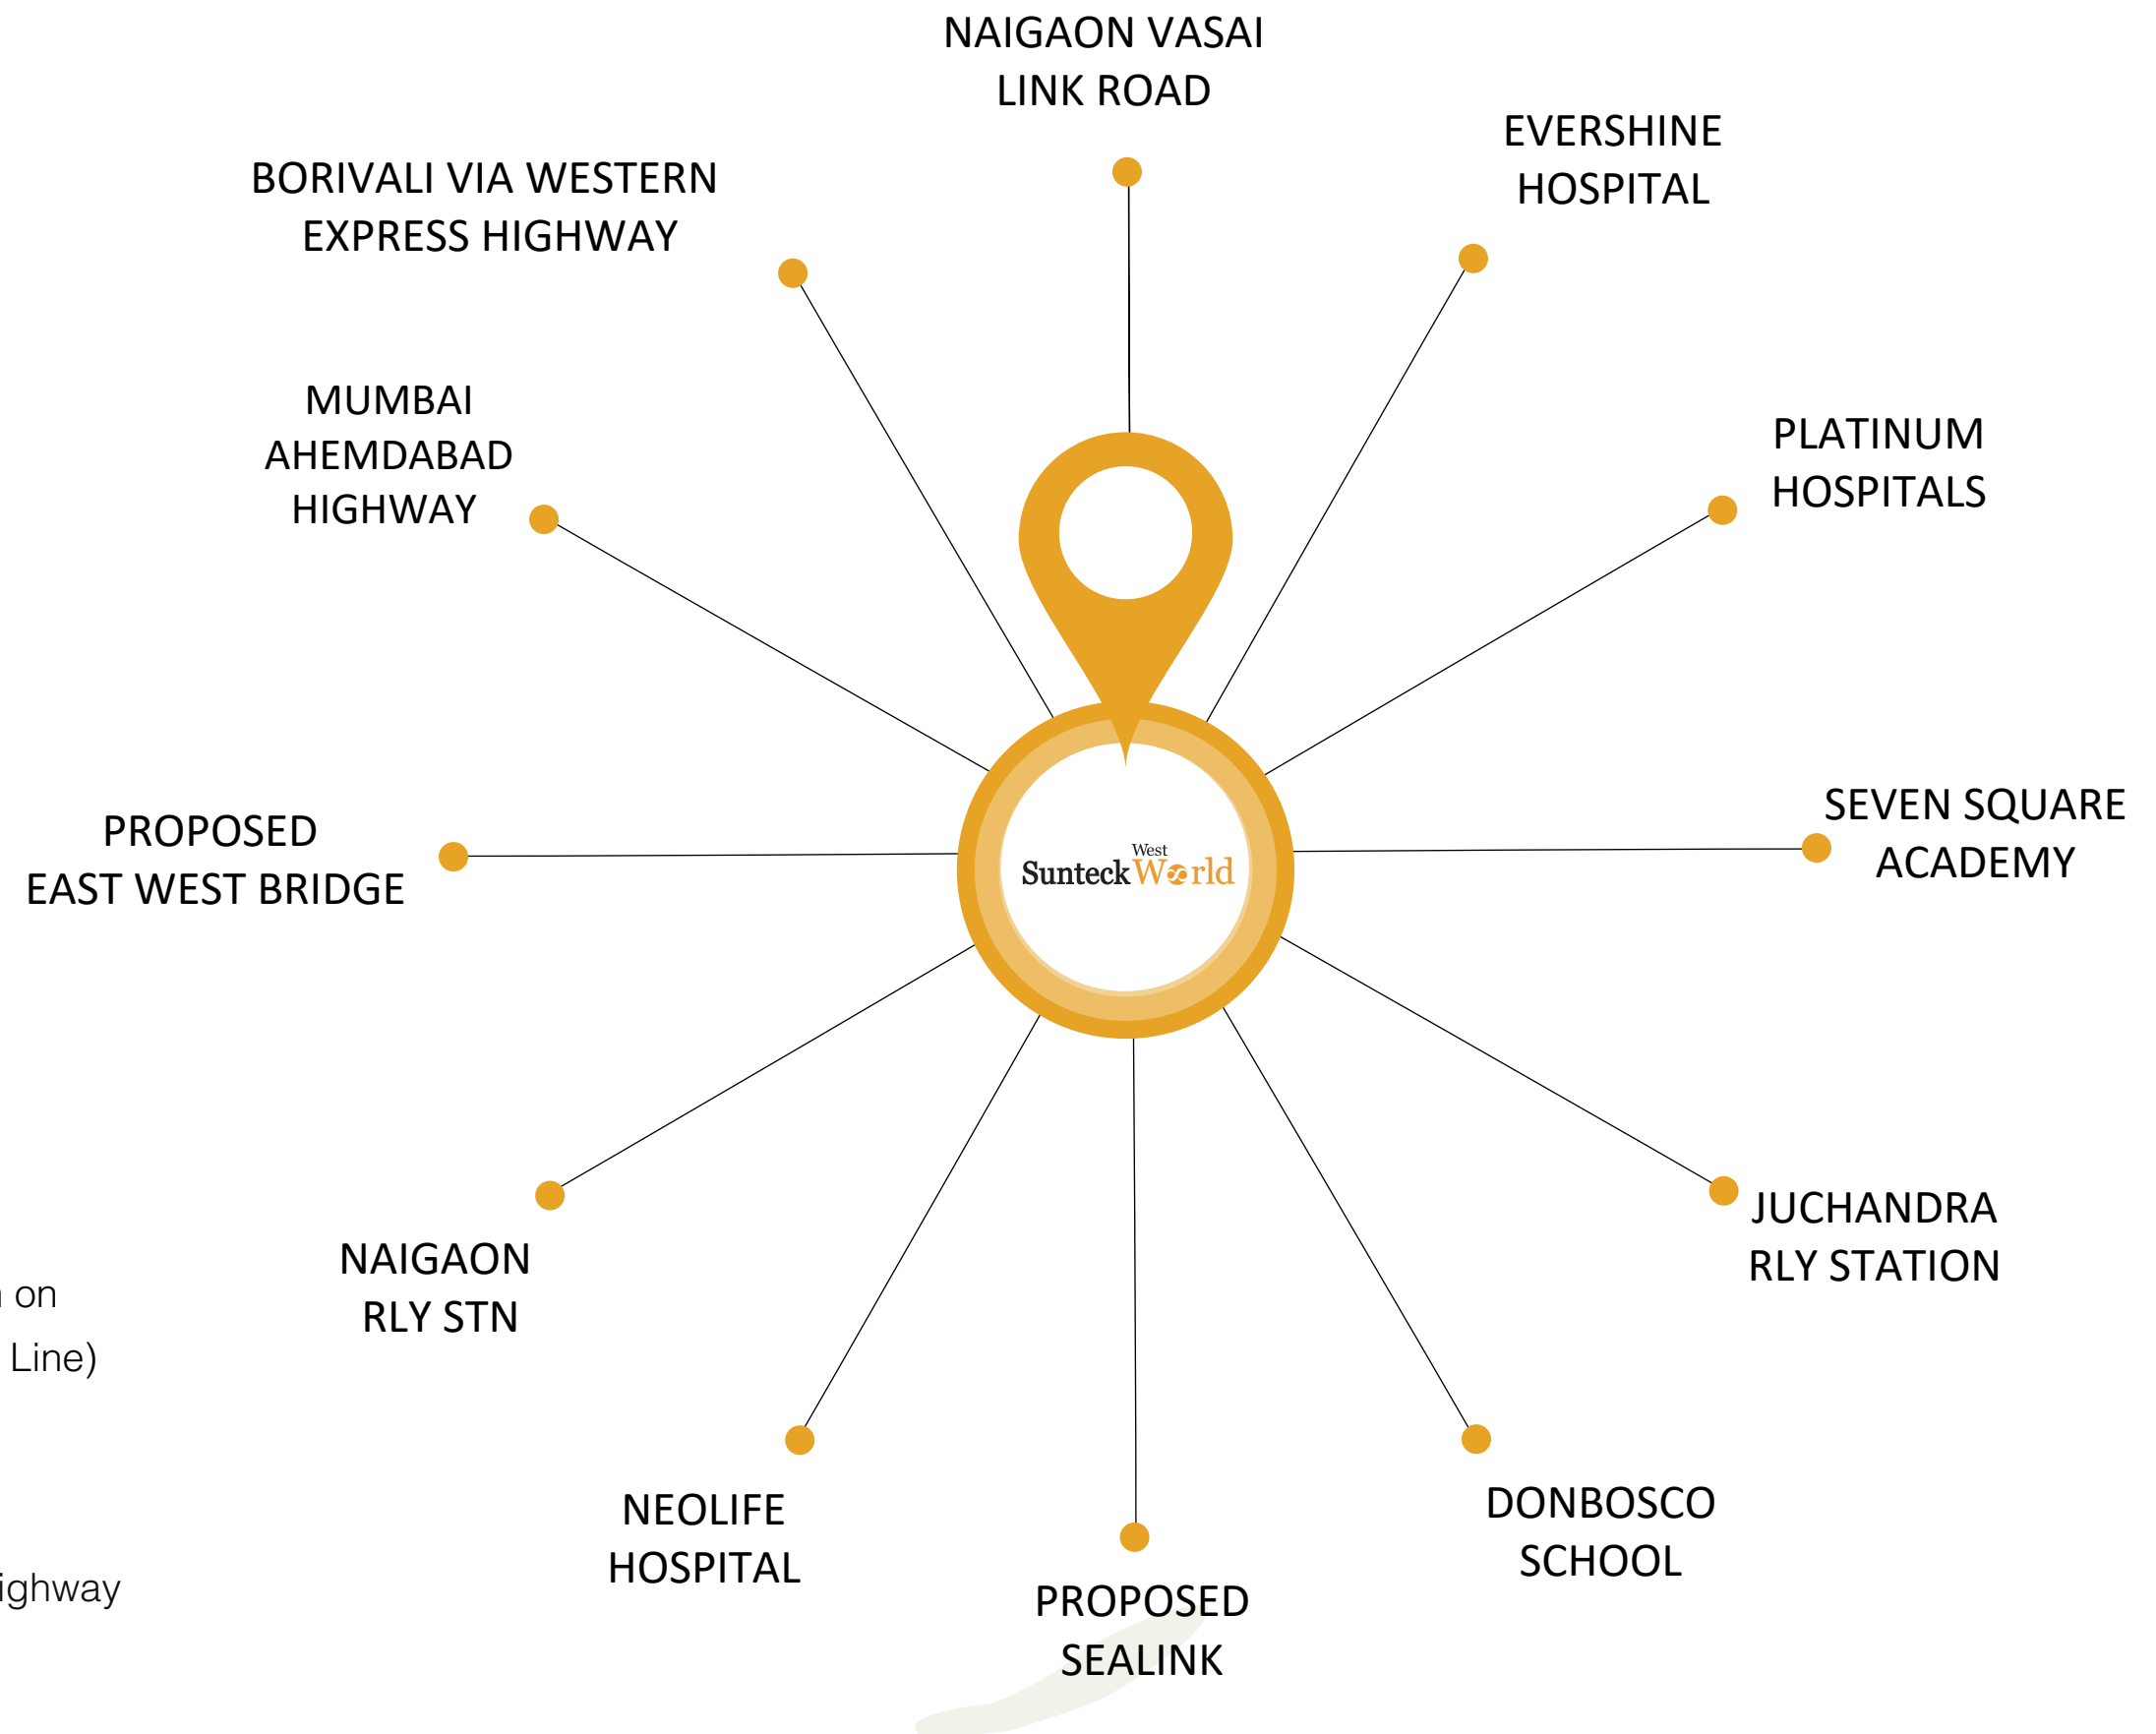 NAIGAON VASAI
LINK ROAD
EVERSHINE
HOSPITAL
BORIVALI VIA WESTERN
EXPRESS HIGHWAY
MUMBAI
AHEMDABAD
HIGHWAY
PLATINUM
HOSPITALS
SEVEN SQUARE
ACADEMY
PROPOSED
EAST WEST BRIDGE
West
Sunteck World
JUCHANDRA
RLY STATION
NAIGAON
RLY STN
on
Line)
NEOLIFE
HOSPITAL
DONBOSCO
SCHOOL
ighway
PROPOSED
SEALINK